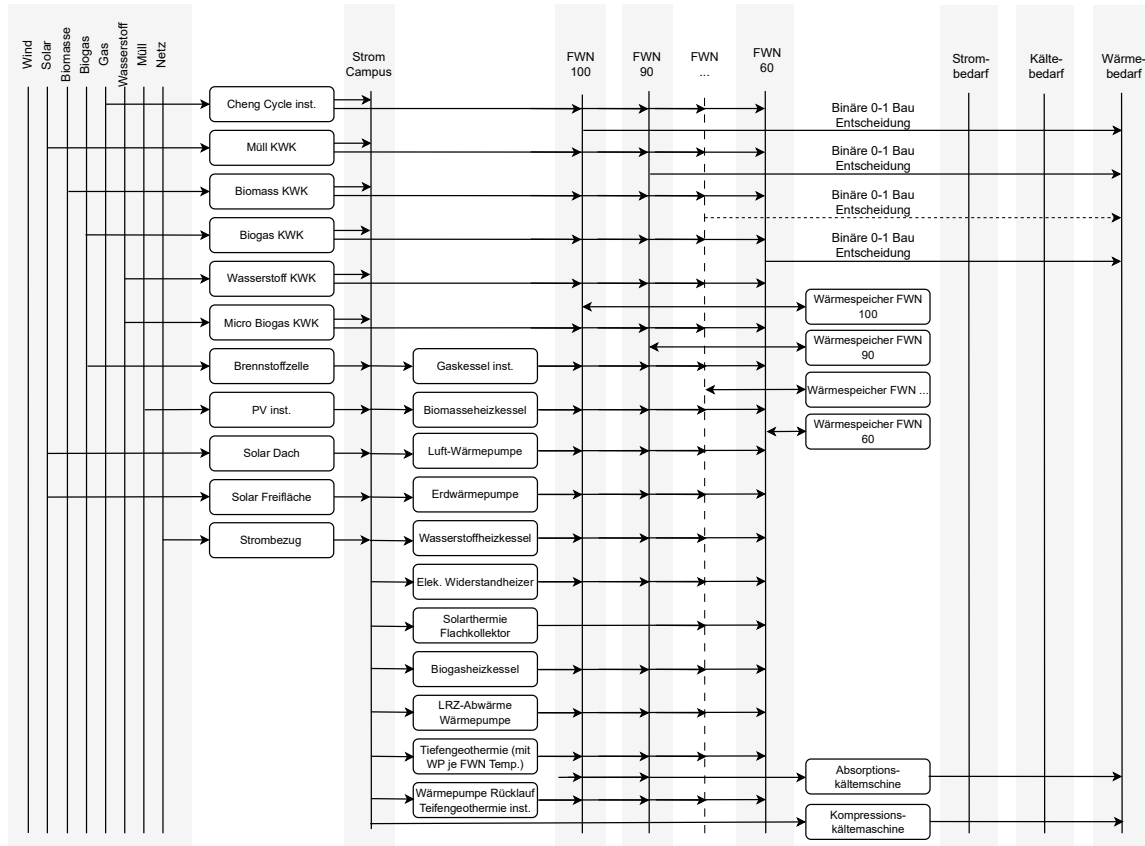 Wind
Solar
Biomasse
Biogas
Gas
Wasserstoff
Müll
Netz
Strom
Campus
FWN
100
FWN
90
FWN
...
FWN
60
Strom-
bedarf
Kälte-
bedarf
Wärme-
bedarf
Cheng Cycle inst.
Müll KWK
Biomass KWK
Biogas KWK
Wasserstoff KWK
Micro Biogas KWK
Brennstoffzelle
PV inst.
Solar Dach
Solar Freifläche
Strombezug
Gaskessel inst.
Biomasseheizkessel
Luft-Wärmepumpe
Erdwärmepumpe
Wasserstoffheizkessel
Elek. Widerstandheizer
Solarthermie
Flachkollektor
Biogasheizkessel
LRZ-Abwärme
Wärmepumpe
Tiefengeothermie (mit
WP je FWN Temp.)
Wärmepumpe Rücklauf
Teifengeothermie inst.
Binäre 0-1 Bau
Entscheidung
Binäre 0-1 Bau
Entscheidung
Binäre 0-1 Bau
Entscheidung
Binäre 0-1 Bau
Entscheidung
Wärmespeicher FWN
100
Wärmespeicher FWN
90
Wärmespeicher FWN ...
Wärmespeicher FWN
60
Absorptions-
kältemschine
Kompressions-
kältemaschine